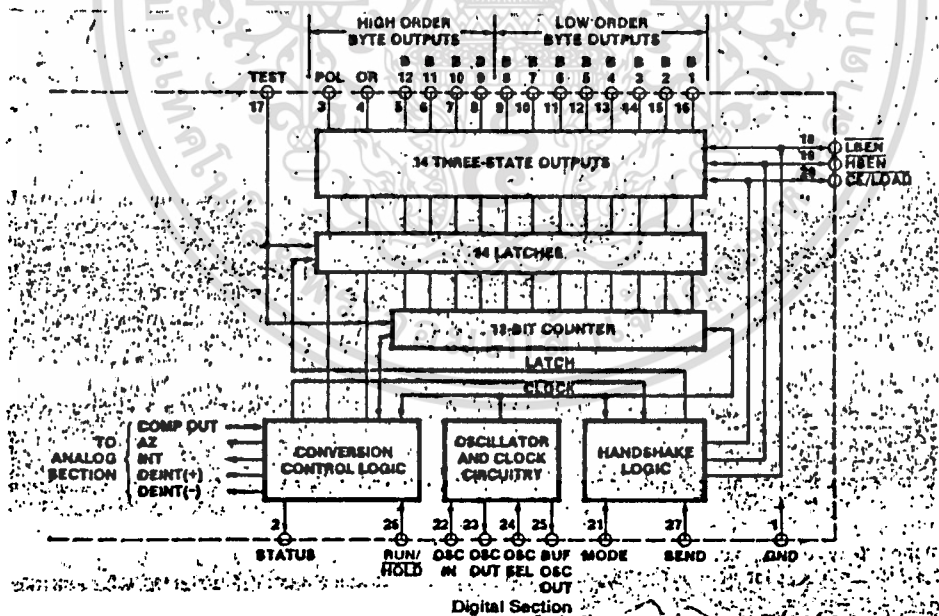 HIGH ORDER BYTE OUTPUTS
LOW ORDER BYTE OUTPUTS
B B B B B B B B B B B B
TEST POL OR 12 11 10 9 8 7 6 5 4 3 2 1
17 3 4 5 6 7 8 9 10 11 12 13 14 15 16
14 THREE-STATE OUTPUTS
18 LBEN
19 HBEN
20 CE/LOAD
14 LATCHES
12-BIT COUNTER
LATCH
CLOCK
TO ANALOG SECTION
COMP OUT
AZ
INT
DEINT(+)
DEINT(-)
CONVERSION CONTROL LOGIC
OSCILLATOR AND CLOCK CIRCUITRY
HANDSHAKE LOGIC
2 26 22 23 24 25 21 27 1
STATUS
RUN/HOLD
OSC IN
OSC OUT
OSC SEL
BUF OSC OUT
MODE
SEND
GND
Digital Section